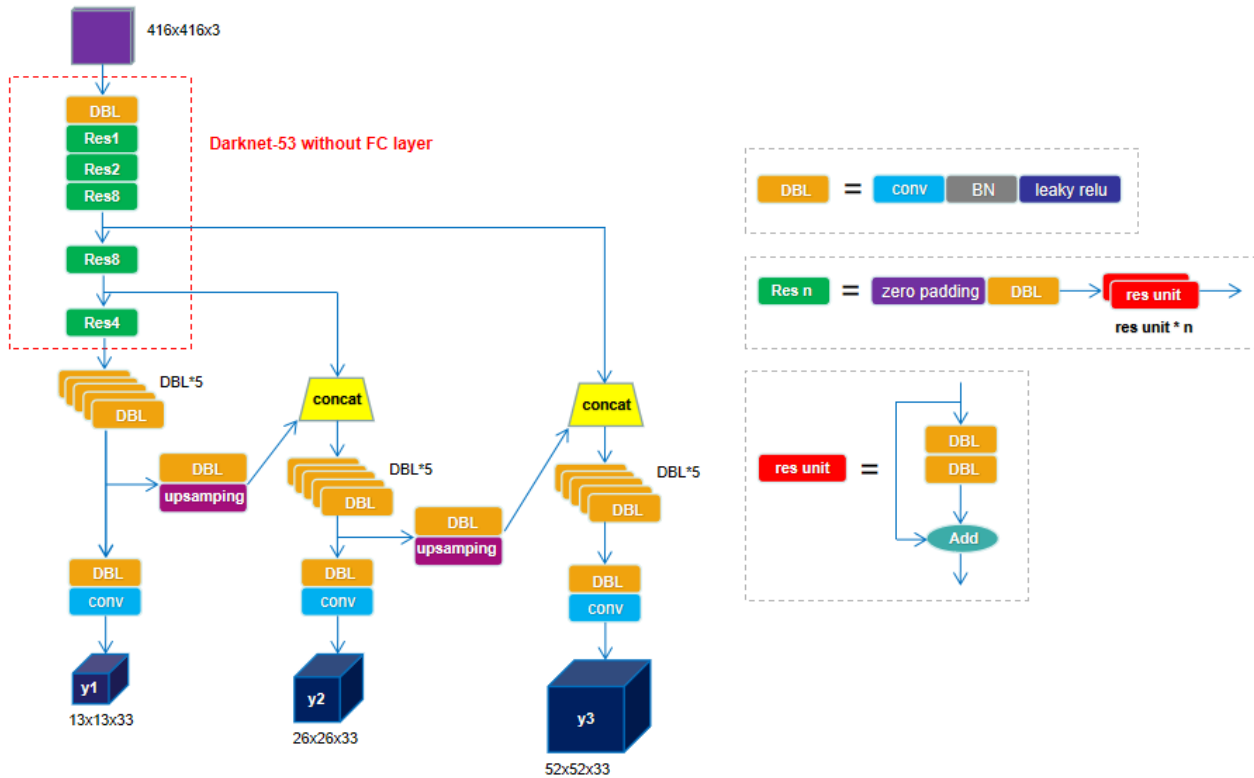 416x416x3
DBL
Res1
Darknet-53 without FC layer
Res2
Res8
Res8
Res4
DBL*5
DBL
concat
DBL
upsamping
DBL*5
DBL
concat
DBL
upsamping
DBL*5
DBL
DBL
conv
DBL
conv
DBL
conv
y1
13x13x33
y2
26x26x33
y3
52x52x33
DBL = conv BN leaky relu
Res n = zero padding DBL res unit
res unit * n
res unit =
DBL
DBL
Add